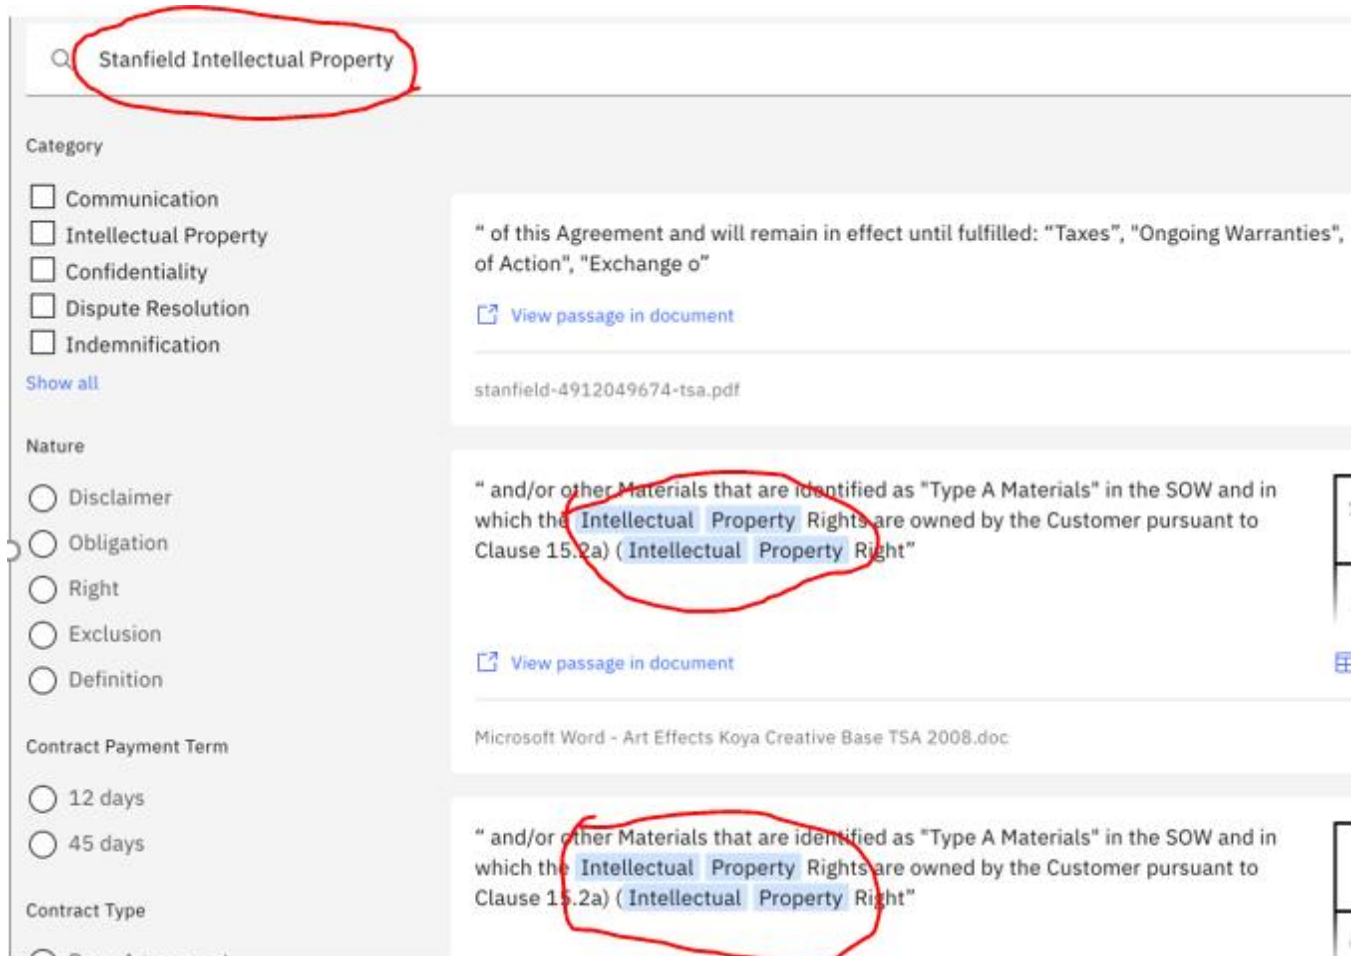 Stanfield Intellectual Property
Category
Communication
Intellectual Property
Confidentiality
Dispute Resolution
Indemnification
Show all
Nature
Disclaimer
Obligation
Right
Exclusion
Definition
Contract Payment Term
12 days
45 days
Contract Type
“ of this Agreement and will remain in effect until fulfilled: “Taxes”, "Ongoing Warranties",
of Action", "Exchange o”
View passage in document
stanfield-4912049674-tsa.pdf
“ and/or other Materials that are identified as "Type A Materials" in the SOW and in
which the Intellectual Property Rights are owned by the Customer pursuant to
Clause 15.2a) ( Intellectual Property Right”
View passage in document
Microsoft Word - Art Effects Koya Creative Base TSA 2008.doc
“ and/or other Materials that are identified as "Type A Materials" in the SOW and in
which the Intellectual Property Rights are owned by the Customer pursuant to
Clause 15.2a) ( Intellectual Property Right”